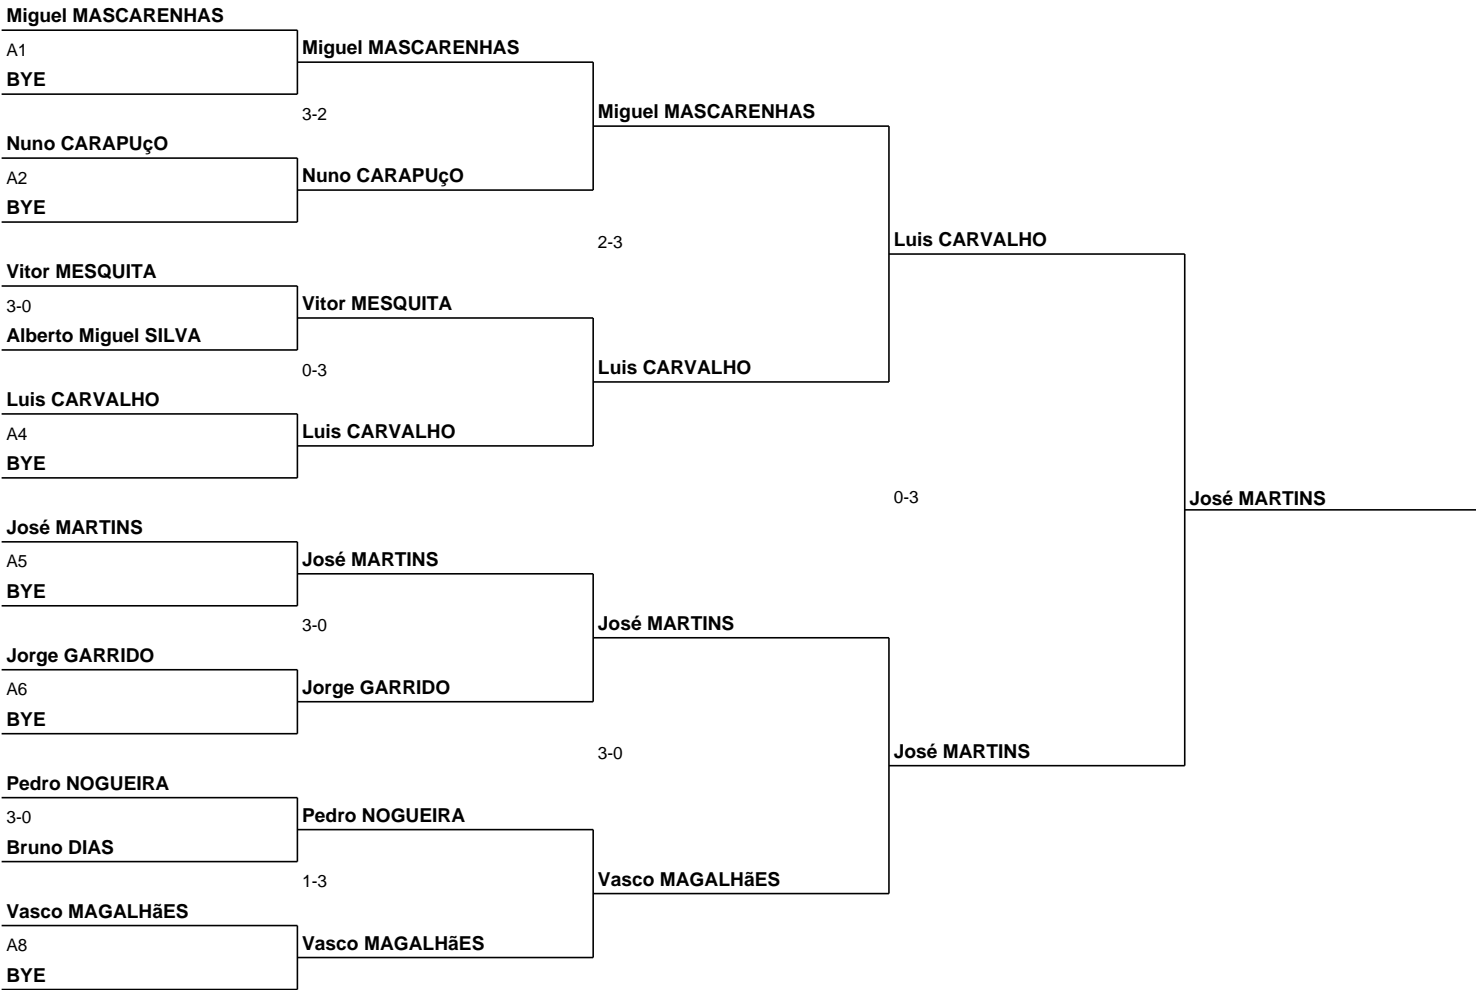 Miguel MASCARENHAS
A1
Miguel MASCARENHAS
BYE
3-2
Miguel MASCARENHAS
Nuno CARAPUçO
A2
Nuno CARAPUçO
BYE
2-3
Luis CARVALHO
Vitor MESQUITA
3-0
Vitor MESQUITA
Alberto Miguel SILVA
0-3
Luis CARVALHO
Luis CARVALHO
A4
Luis CARVALHO
BYE
0-3
José MARTINS
José MARTINS
A5
José MARTINS
BYE
3-0
José MARTINS
Jorge GARRIDO
A6
Jorge GARRIDO
BYE
3-0
José MARTINS
Pedro NOGUEIRA
3-0
Pedro NOGUEIRA
Bruno DIAS
1-3
Vasco MAGALHãES
Vasco MAGALHãES
A8
Vasco MAGALHãES
BYE